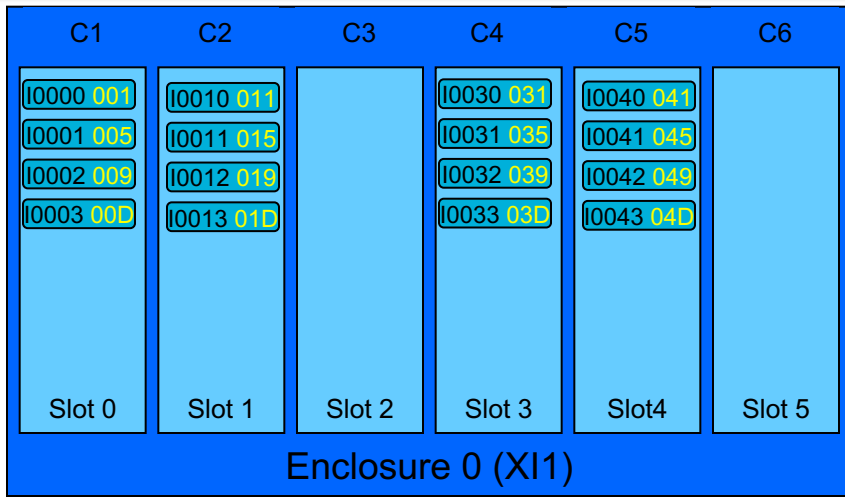 C1 C2 C3 C4 C5 C6
I0000 001 I0010 011 I0030 031 I0040 041
I0001 005 I0011 015 I0031 035 I0041 045
I0002 009 I0012 019 I0032 039 I0042 049
I0003 00D I0013 01D I0033 03D I0043 04D
Slot 0 Slot 1 Slot 2 Slot 3 Slot4 Slot 5
Enclosure 0 (XI1)